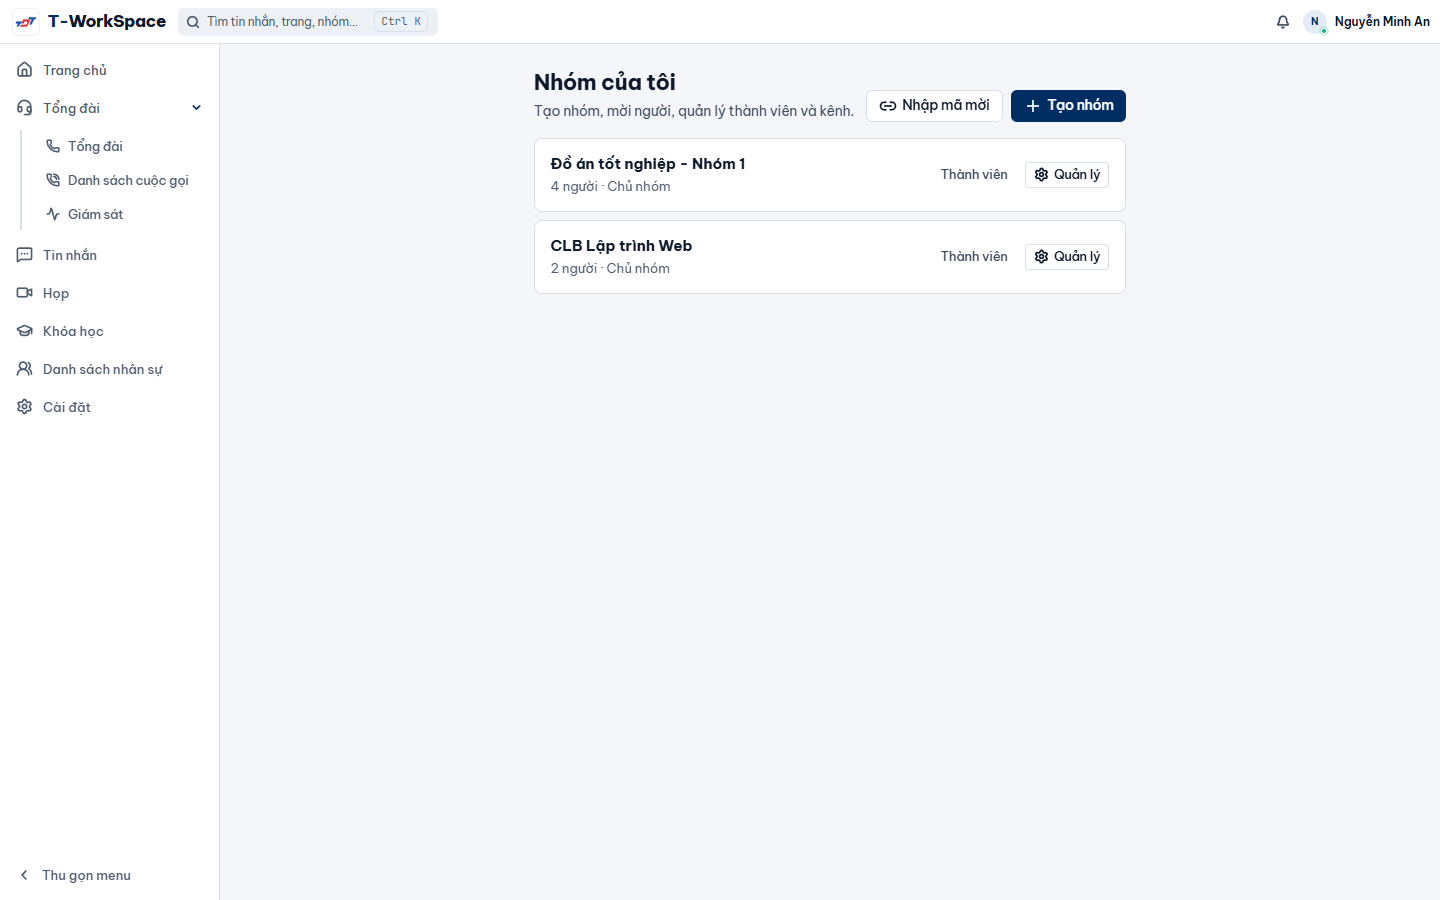 TDT T-WorkSpace
Tìm tin nhắn, trang, nhóm... Ctrl K
N Nguyễn Minh An
Trang chủ
Tổng đài
Tổng đài
Danh sách cuộc gọi
Giám sát
Tin nhắn
Họp
Khóa học
Danh sách nhân sự
Cài đặt
Thu gọn menu
Nhóm của tôi
Tạo nhóm, mời người, quản lý thành viên và kênh.
Nhập mã mời
Tạo nhóm
Đồ án tốt nghiệp - Nhóm 1
4 người · Chủ nhóm
Thành viên
Quản lý
CLB Lập trình Web
2 người · Chủ nhóm
Thành viên
Quản lý